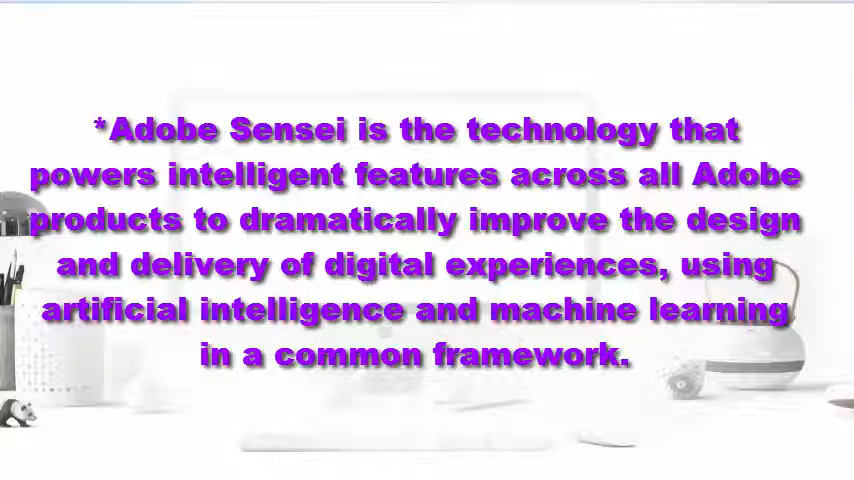 *Adobe Sensei is the technology that
powers intelligent features across all Adobe
products to dramatically improve the design
and delivery of digital experiences, using
artificial intelligence and machine learning
in a common framework.